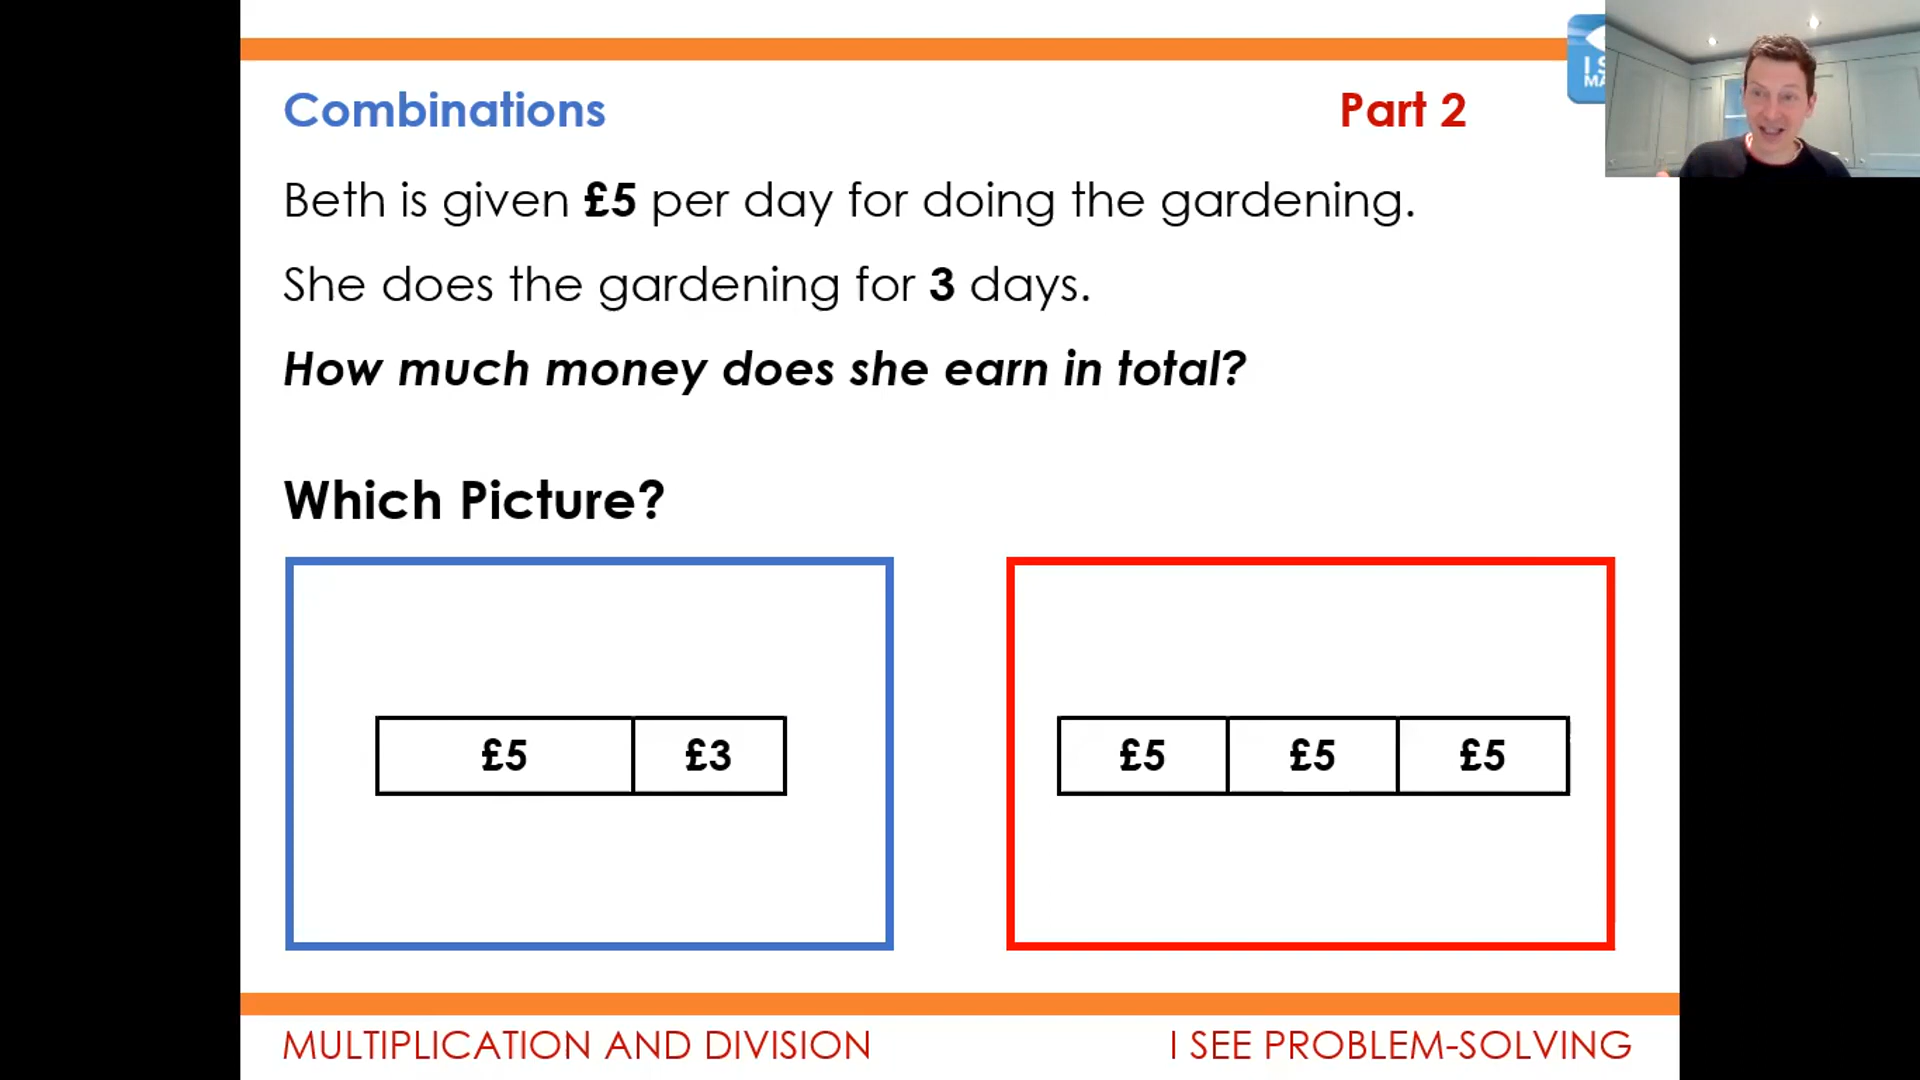 Combinations
Part 2
Beth is given £5 per day for doing the gardening.
She does the gardening for 3 days.
How much money does she earn in total?
Which Picture?
£5 £3
£5 £5 £5
MULTIPLICATION AND DIVISION
I SEE PROBLEM-SOLVING